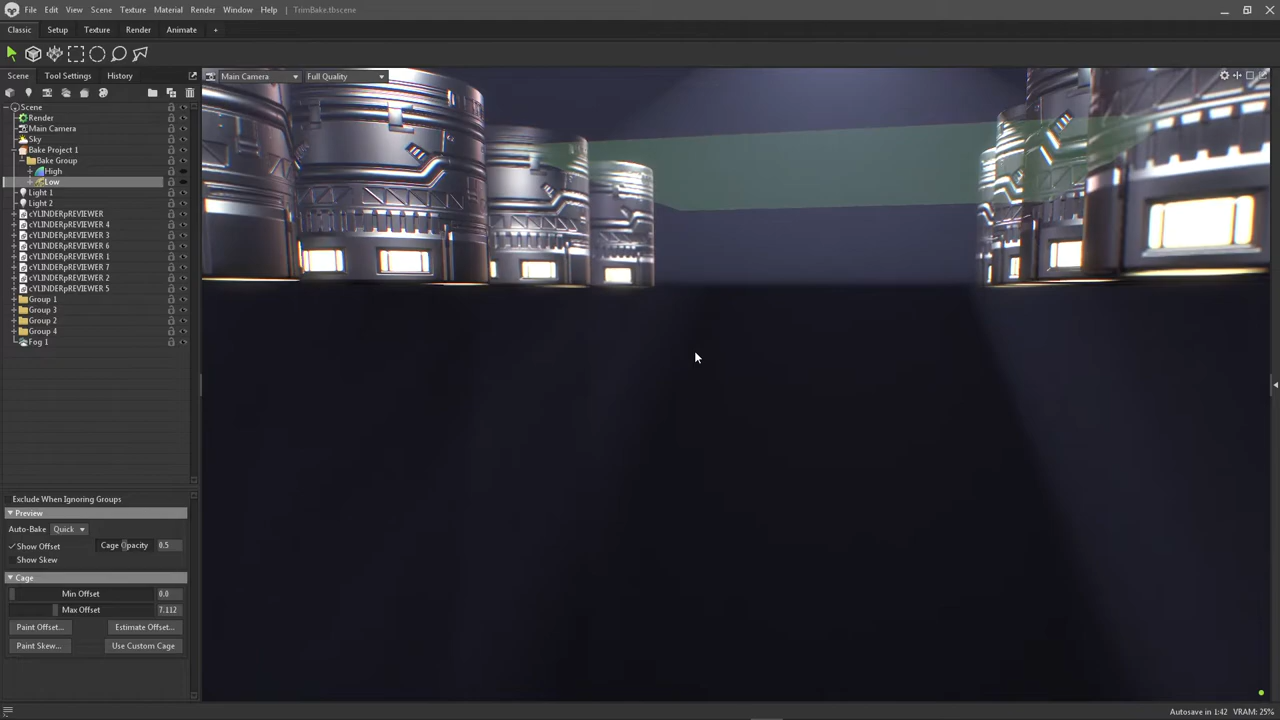 File Edit View Scene Texture Material Render Window Help TrimBake.tbscene
Classic Setup Texture Render Animate +
Scene Tool Settings History
Main Camera Full Quality
Scene
Render
Main Camera
Sky
Bake Project 1
Bake Group
High
Low
Light 1
Light 2
cYLINDERpREVIEWER
cYLINDERpREVIEWER 4
cYLINDERpREVIEWER 3
cYLINDERpREVIEWER 6
cYLINDERpREVIEWER 1
cYLINDERpREVIEWER 7
cYLINDERpREVIEWER 2
cYLINDERpREVIEWER 5
Group 1
Group 3
Group 2
Group 4
Fog 1
Exclude When Ignoring Groups
Preview
Auto-Bake Quick
Show Offset Cage Opacity 0.5
Show Skew
Cage
Min Offset 0.0
Max Offset 7.112
Paint Offset... Estimate Offset...
Paint Skew... Use Custom Cage
Autosave in 1:42 VRAM: 25%